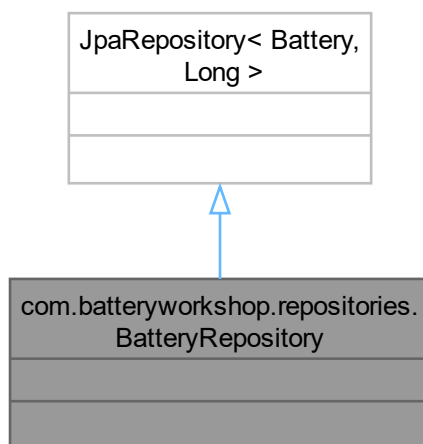 JpaRepository< Battery,
Long >
com.batteryworkshop.repositories.
BatteryRepository